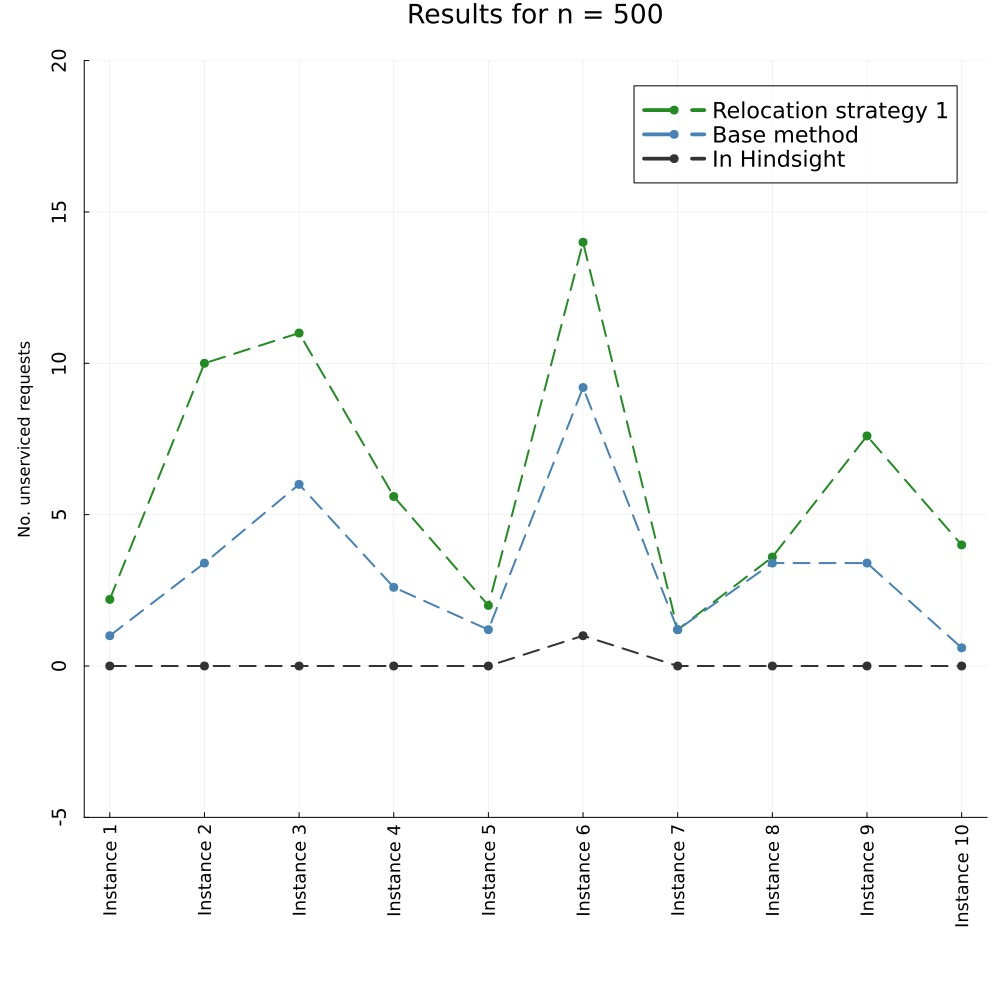 Results for n = 500
Relocation strategy 1
Base method
In Hindsight
No. unserviced requests
20
15
10
5
0
-5
Instance 1
Instance 2
Instance 3
Instance 4
Instance 5
Instance 6
Instance 7
Instance 8
Instance 9
Instance 10